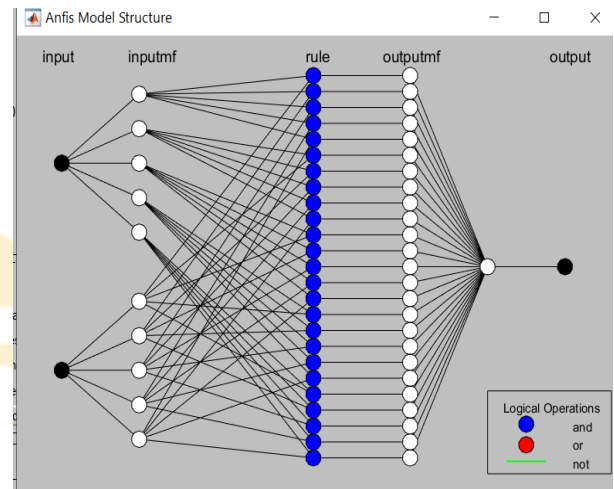 Anfis Model Structure
input inputmf rule outputmf output
Logical Operations
and
or
not